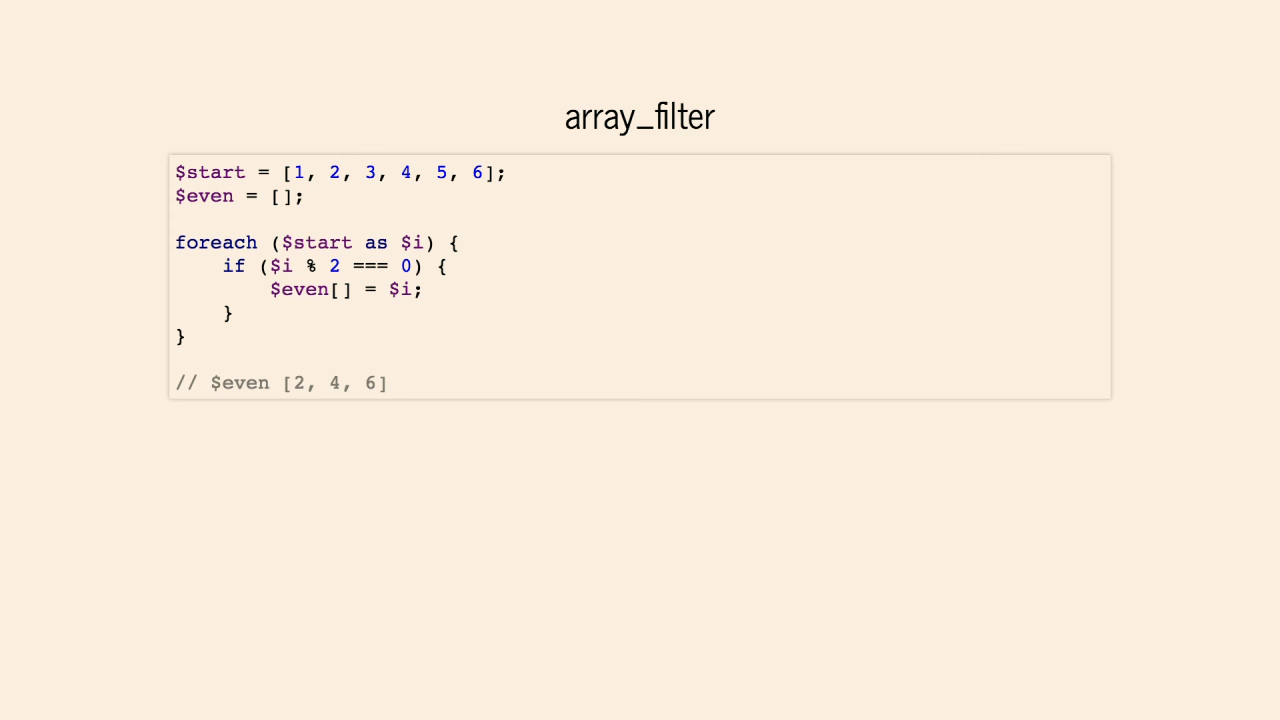 array_filter
$start = [1, 2, 3, 4, 5, 6];
$even = [];
foreach ($start as $i) {
    if ($i % 2 === 0) {
        $even[] = $i;
    }
}
// $even [2, 4, 6]